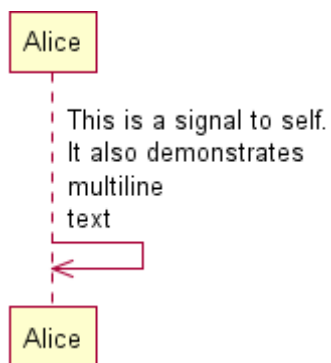 Alice
This is a signal to self.
It also demonstrates
multiline
text
Alice